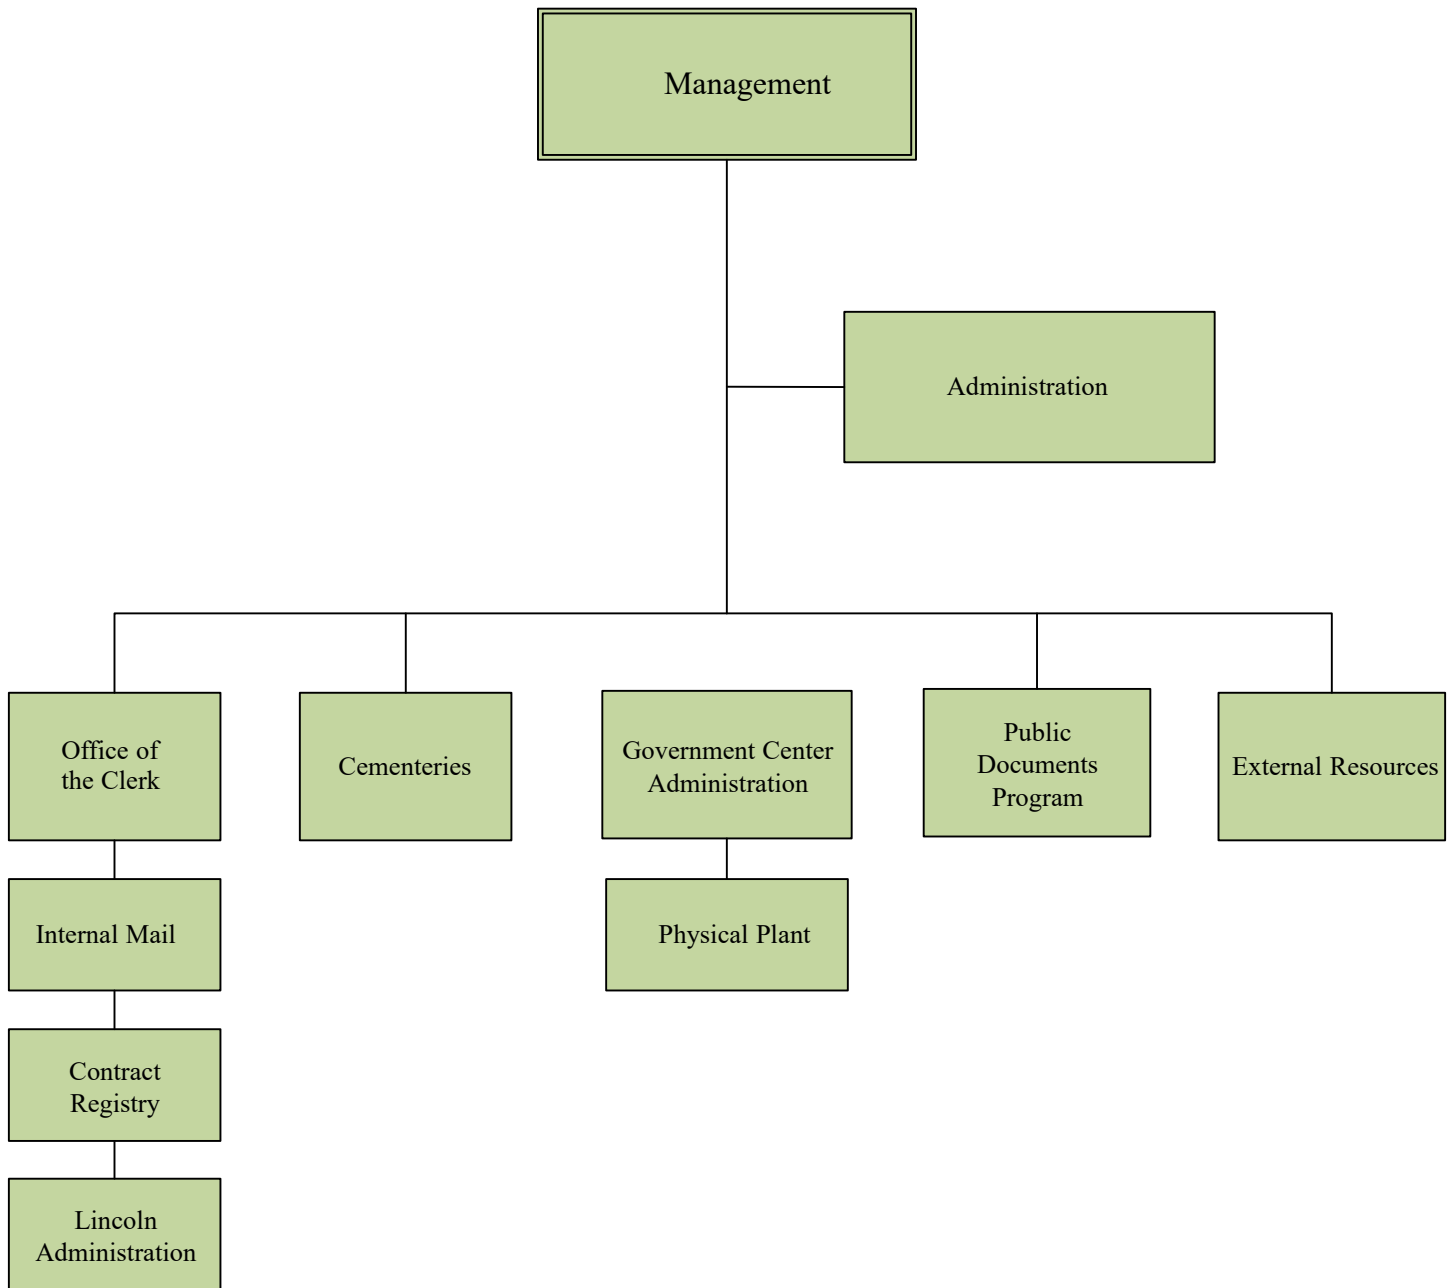 Management
Administration
Office of
the Clerk
Cementeries
Government Center
Administration
Public
Documents
Program
External Resources
Internal Mail
Physical Plant
Contract
Registry
Lincoln
Administration